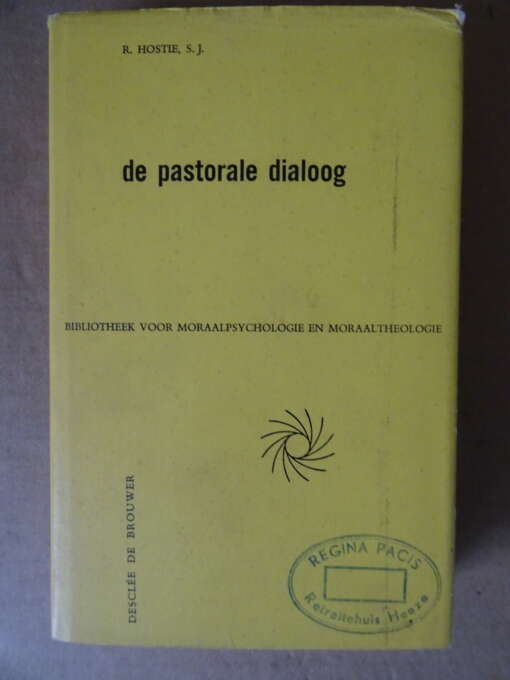 R. HOSTIE, S. J.
de pastorale dialoog
BIBLIOTHEEK VOOR MORAALPSYCHOLOGIE EN MORAALTHEOLOGIE
DESCLÉE DE BROUWER
REGINA PACIS
Retraitehuis Heeze